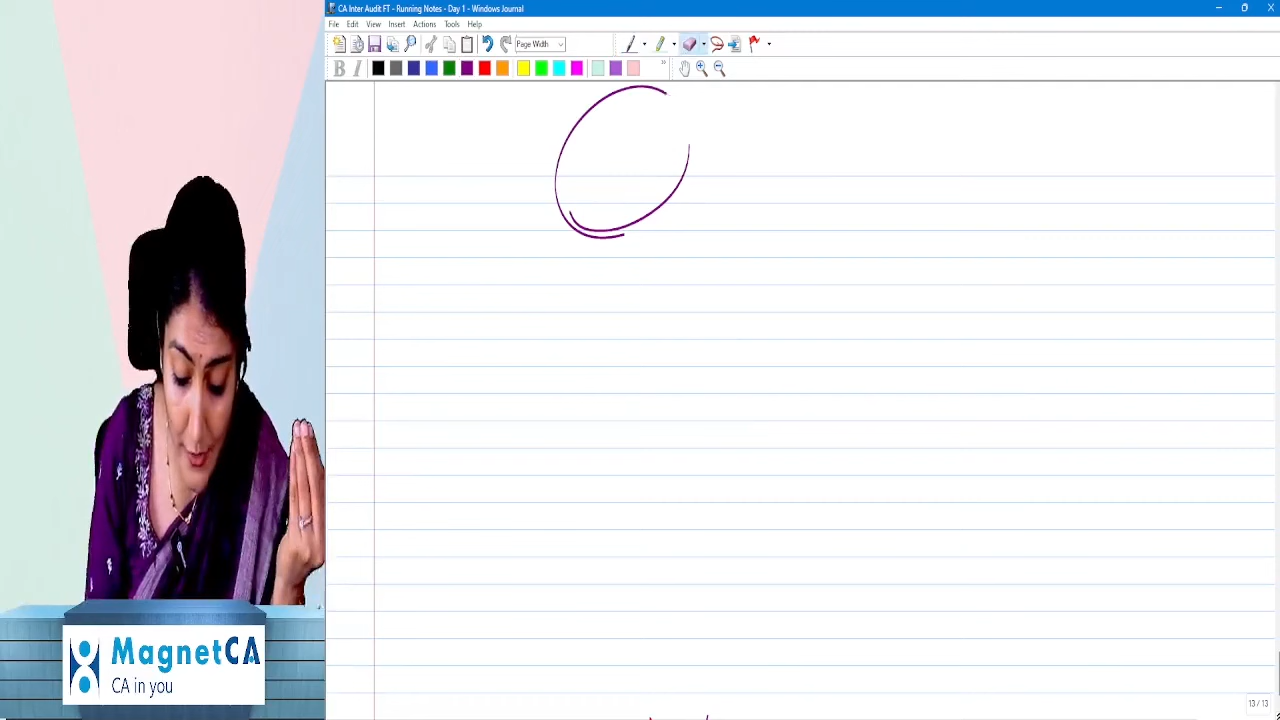 CA Inter Audit FT - Running Notes - Day 1 - Windows Journal
File Edit View Insert Actions Tools Help
Page Width
B I
MagnetCA
CA in you
13 / 13